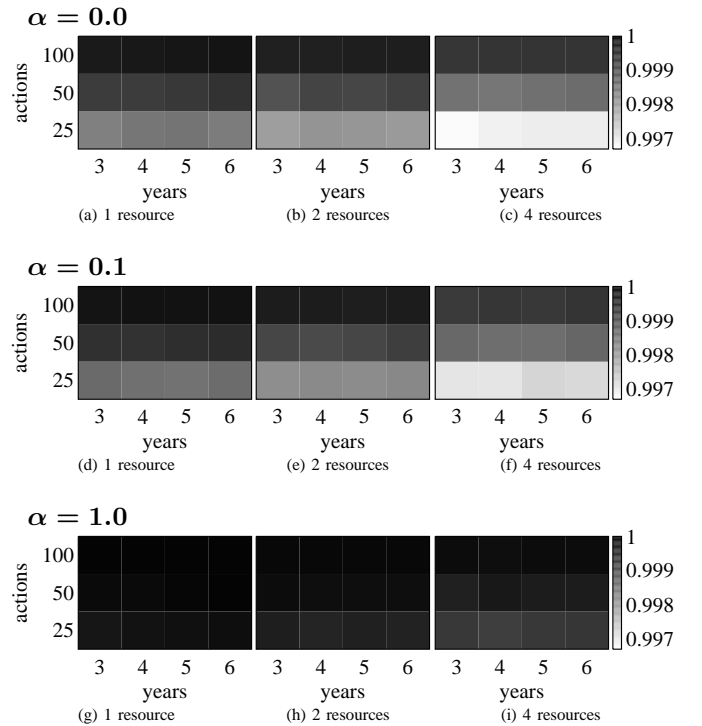 α = 0.0
actions
100
50
25
1
0.999
0.998
0.997
3 4 5 6 3 4 5 6 3 4 5 6
years years years
(a) 1 resource (b) 2 resources (c) 4 resources
α = 0.1
actions
100
50
25
1
0.999
0.998
0.997
3 4 5 6 3 4 5 6 3 4 5 6
years years years
(d) 1 resource (e) 2 resources (f) 4 resources
α = 1.0
actions
100
50
25
1
0.999
0.998
0.997
3 4 5 6 3 4 5 6 3 4 5 6
years years years
(g) 1 resource (h) 2 resources (i) 4 resources